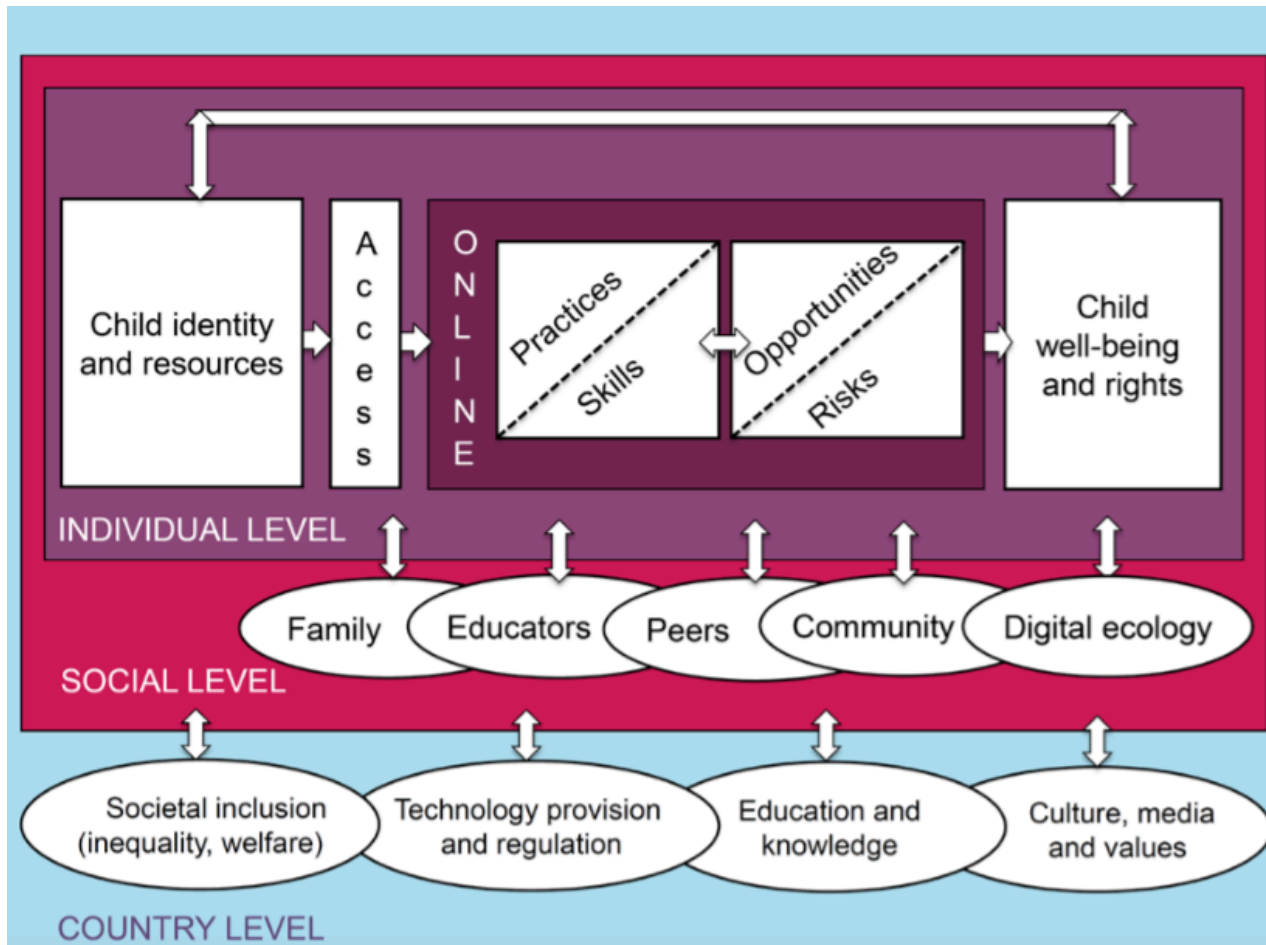 Child identity
and resources
Access
ONLINE
Practices
Skills
Opportunities
Risks
Child
well-being
and rights
INDIVIDUAL LEVEL
Family
Educators
Peers
Community
Digital ecology
SOCIAL LEVEL
Societal inclusion
(inequality, welfare)
Technology provision
and regulation
Education and
knowledge
Culture, media
and values
COUNTRY LEVEL